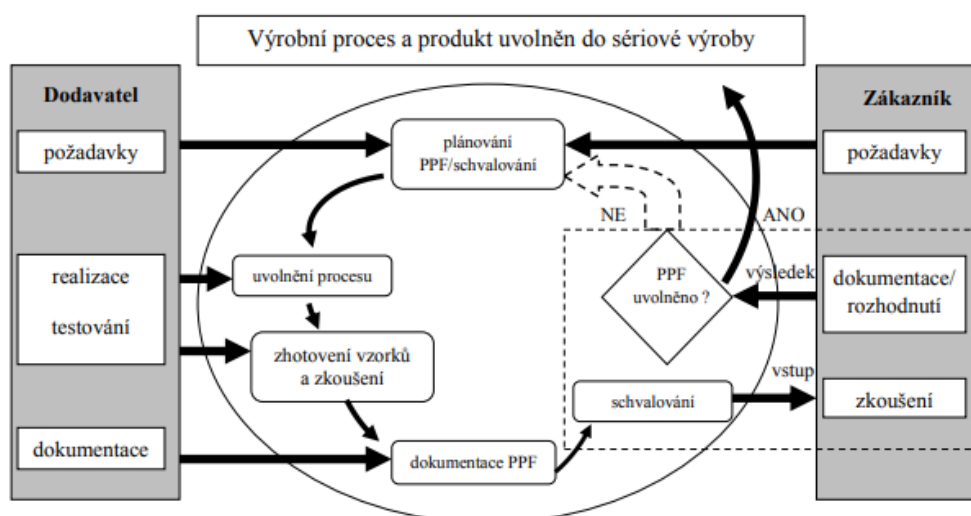 Výrobní proces a produkt uvolněn do sériové výroby
Dodavatel
Zákazník
požadavky
plánování
PPF/schvalování
požadavky
NE
ANO
realizace
testování
uvolnění procesu
PPF
uvolněno ?
výsledek
dokumentace/
rozhodnutí
zhotovení vzorků
a zkoušení
vstup
schvalování
zkoušení
dokumentace
dokumentace PPF